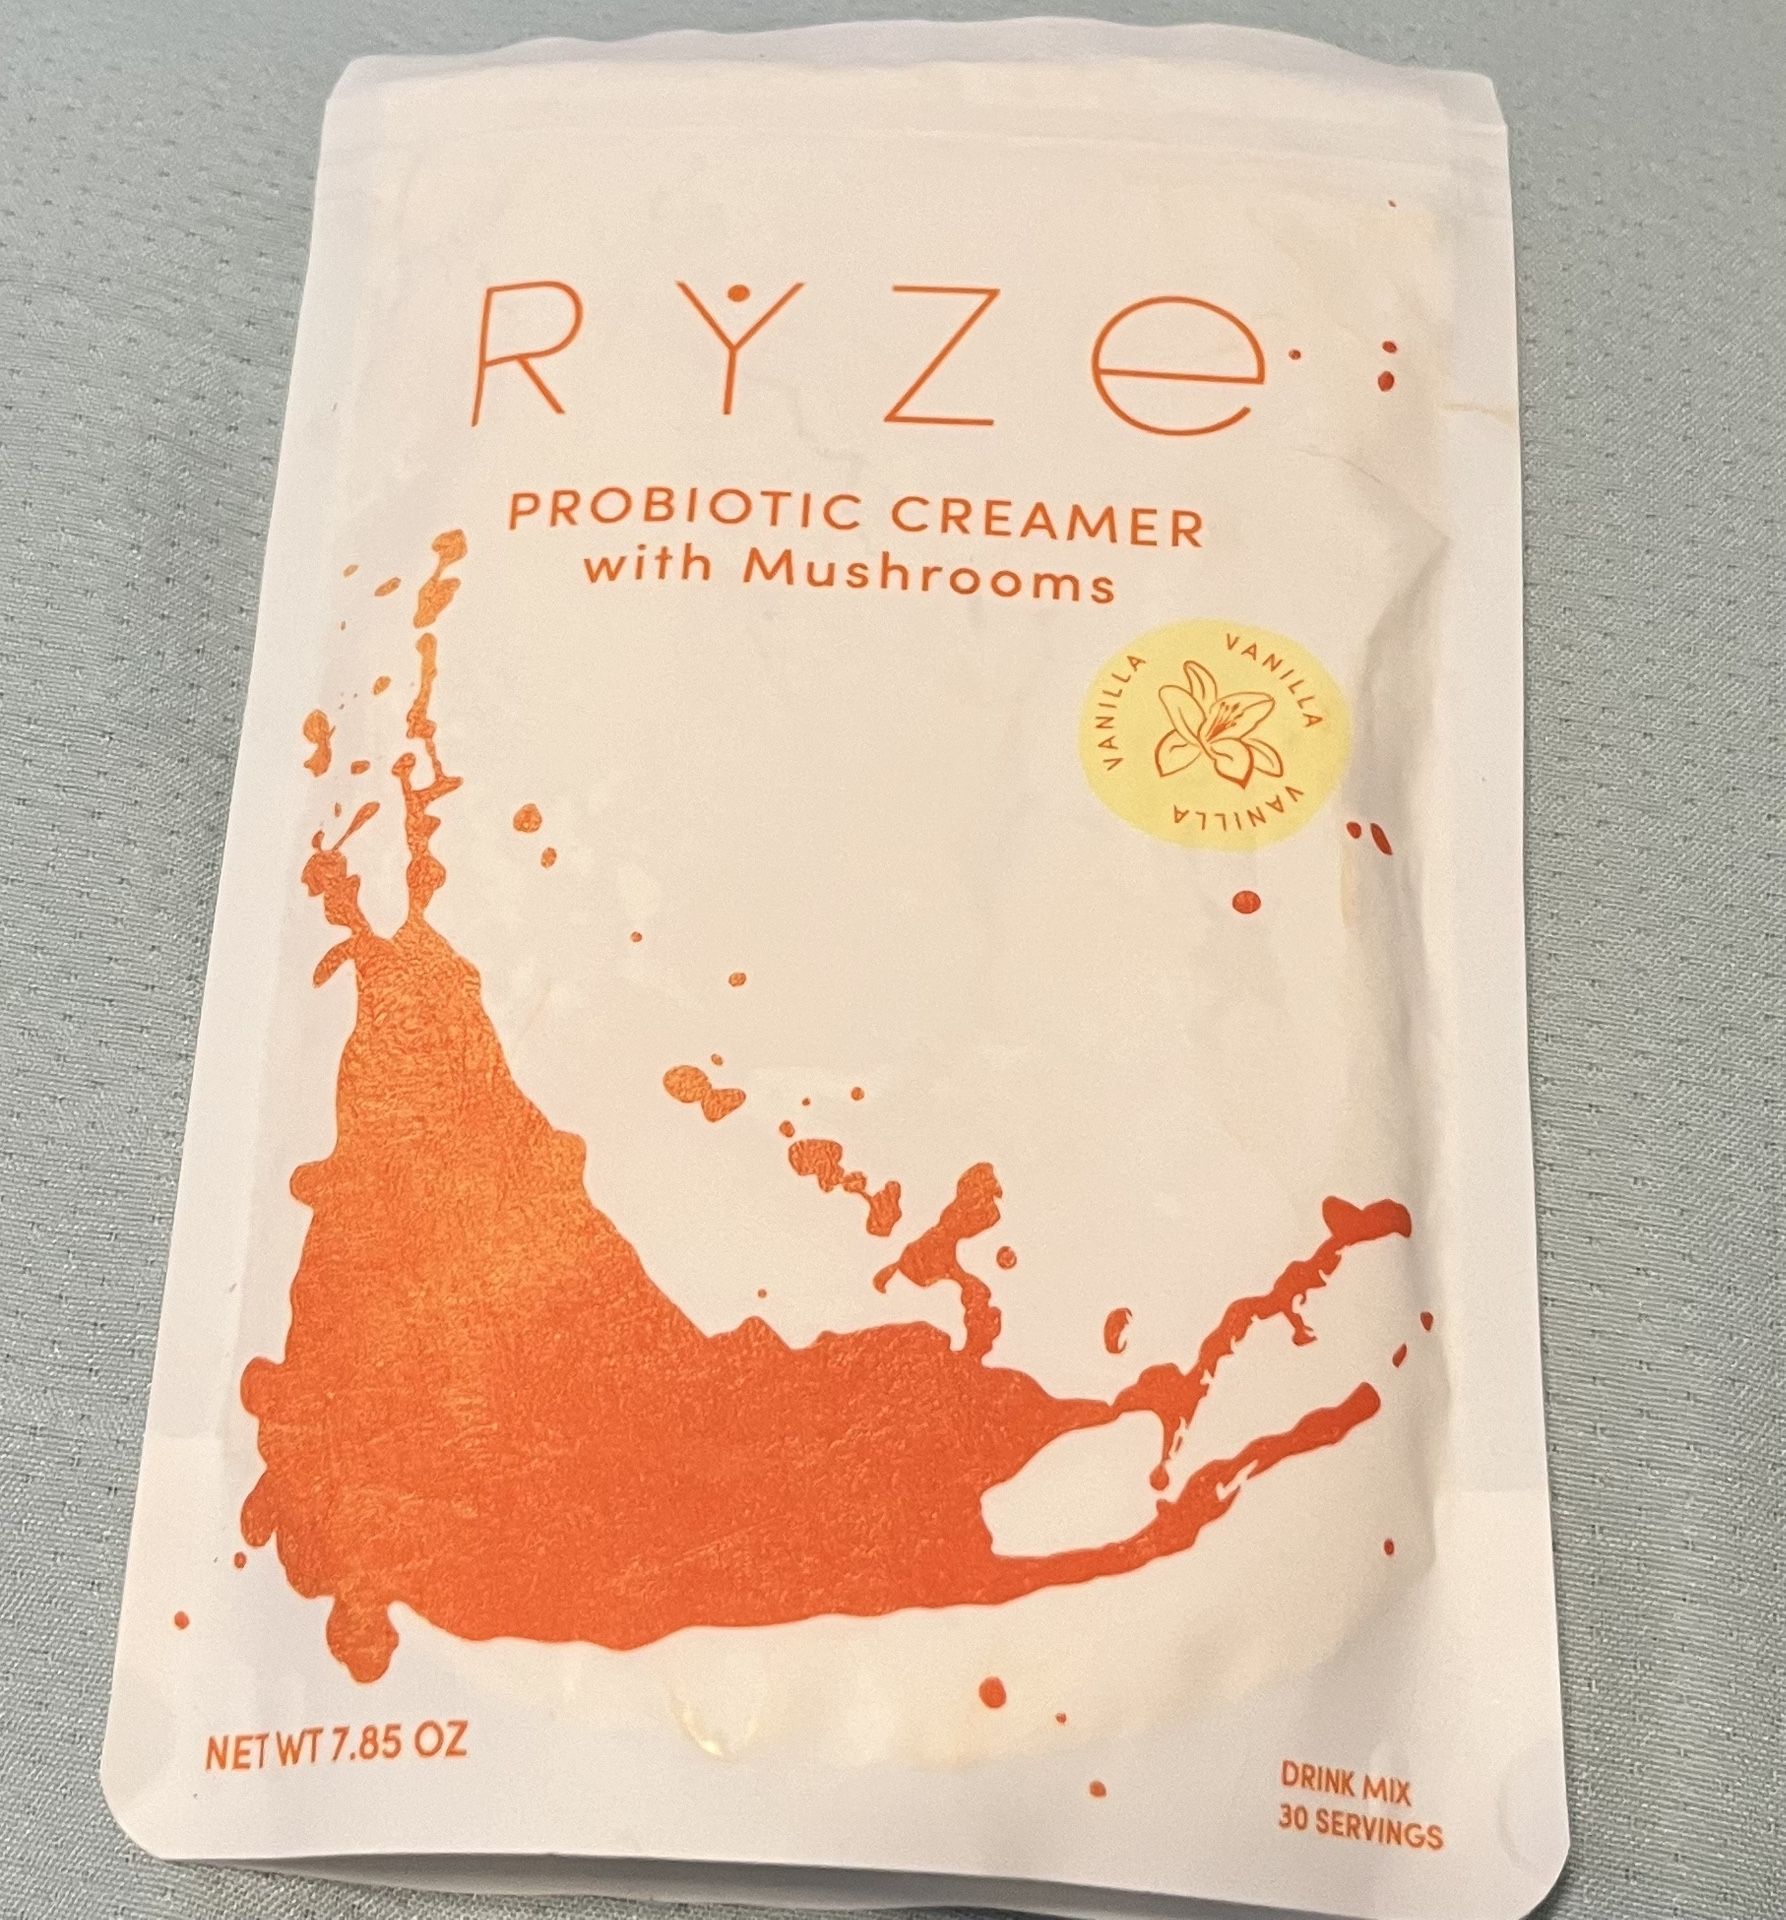 RYZe
PROBIOTIC CREAMER
with Mushrooms
VANILLA
VANILLA
VANILLA
NET WT 7.85 OZ
DRINK MIX
30 SERVINGS